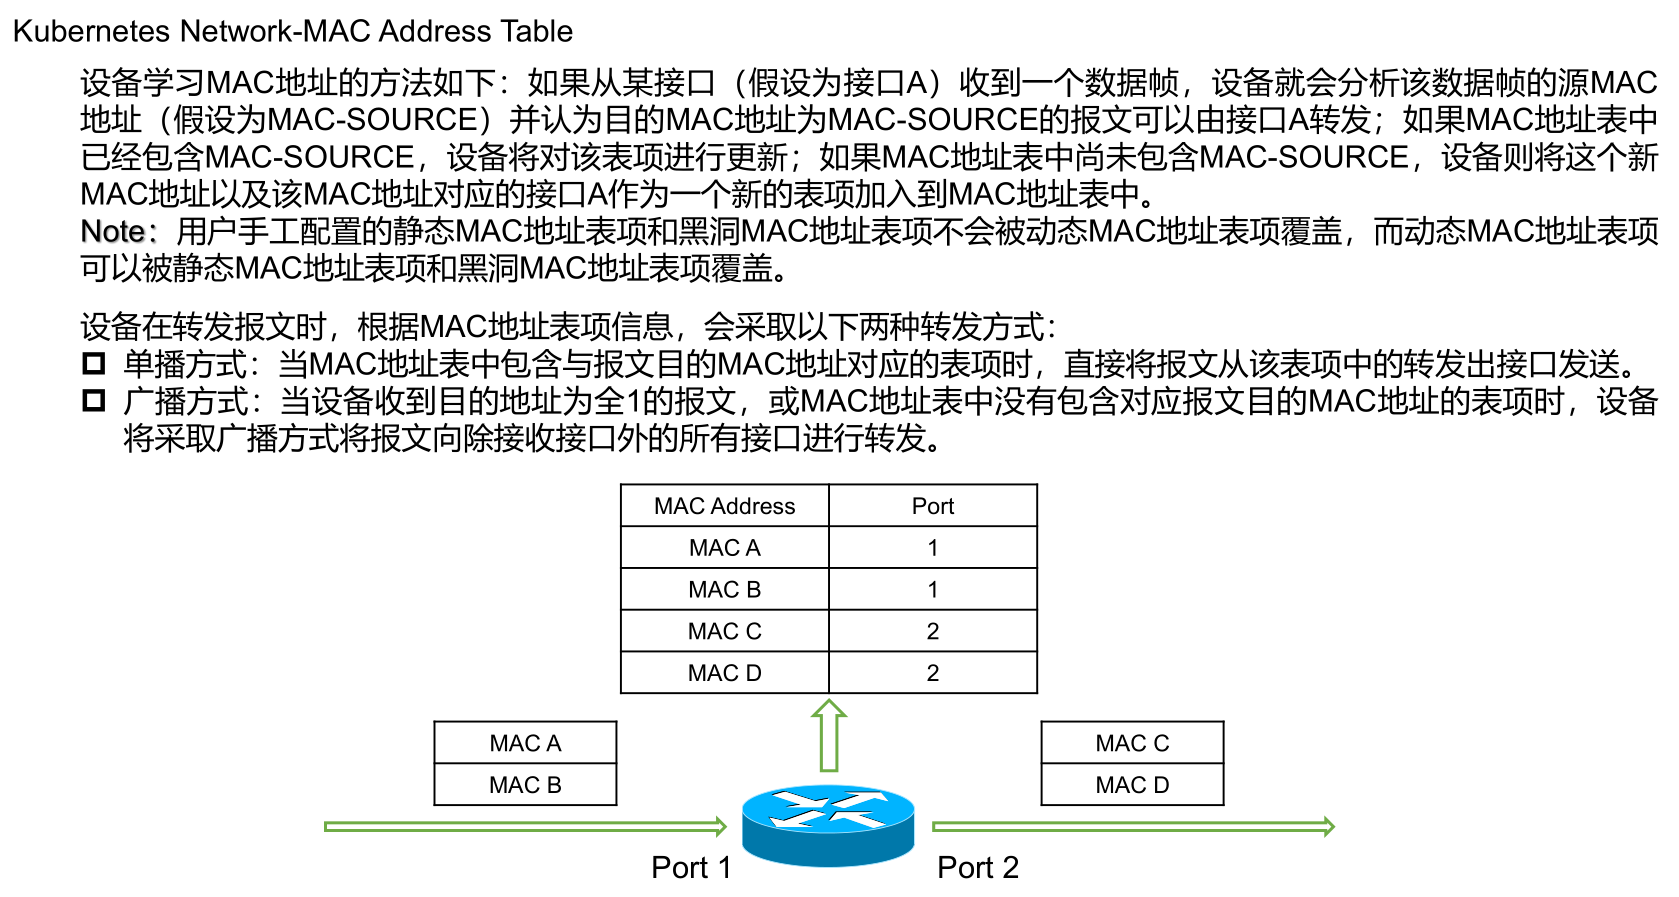 Kubernetes Network-MAC Address Table
设备学习MAC地址的方法如下：如果从某接口（假设为接口A）收到一个数据帧，设备就会分析该数据帧的源MAC
地址（假设为MAC-SOURCE）并认为目的MAC地址为MAC-SOURCE的报文可以由接口A转发；如果MAC地址表中
已经包含MAC-SOURCE，设备将对该表项进行更新；如果MAC地址表中尚未包含MAC-SOURCE，设备则将这个新
MAC地址以及该MAC地址对应的接口A作为一个新的表项加入到MAC地址表中。
Note：用户手工配置的静态MAC地址表项和黑洞MAC地址表项不会被动态MAC地址表项覆盖，而动态MAC地址表项
可以被静态MAC地址表项和黑洞MAC地址表项覆盖。
设备在转发报文时，根据MAC地址表项信息，会采取以下两种转发方式：
单播方式：当MAC地址表中包含与报文目的MAC地址对应的表项时，直接将报文从该表项中的转发出接口发送。
广播方式：当设备收到目的地址为全1的报文，或MAC地址表中没有包含对应报文目的MAC地址的表项时，设备
将采取广播方式将报文向除接收接口外的所有接口进行转发。
MAC Address Port
MAC A 1
MAC B 1
MAC C 2
MAC D 2
MAC A
MAC B
MAC C
MAC D
Port 1
Port 2